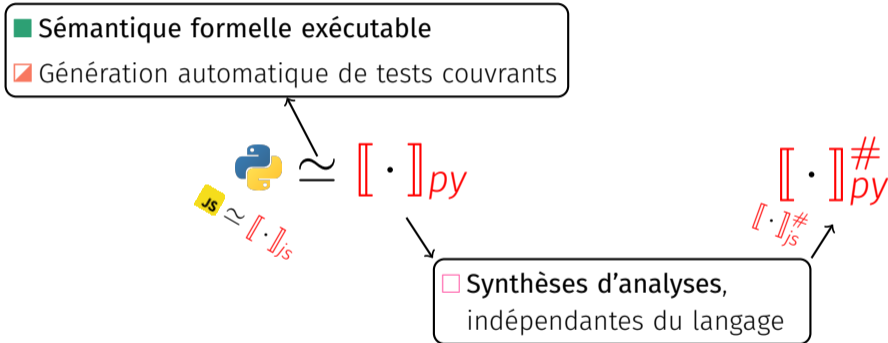 Sémantique formelle exécutable
Génération automatique de tests couvrants
≃ ⟦·⟧py
JS ≃ ⟦·⟧js
⟦·⟧#py
⟦·⟧#js
Synthèses d'analyses,
indépendantes du langage